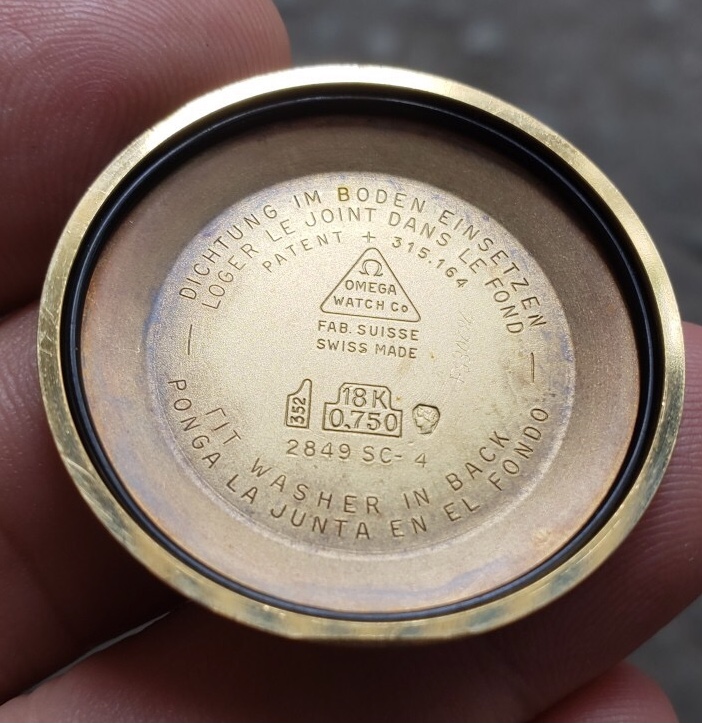 — DICHTUNG IM BODEN EINSETZEN —
LOGER LE JOINT DANS LE FOND
PATENT + 315.164
Ω
OMEGA
WATCH Co
FAB. SUISSE
SWISS MADE
352
18 K
0.750
2849 SC- 4
FIT WASHER IN BACK
PONGA LA JUNTA EN EL FONDO